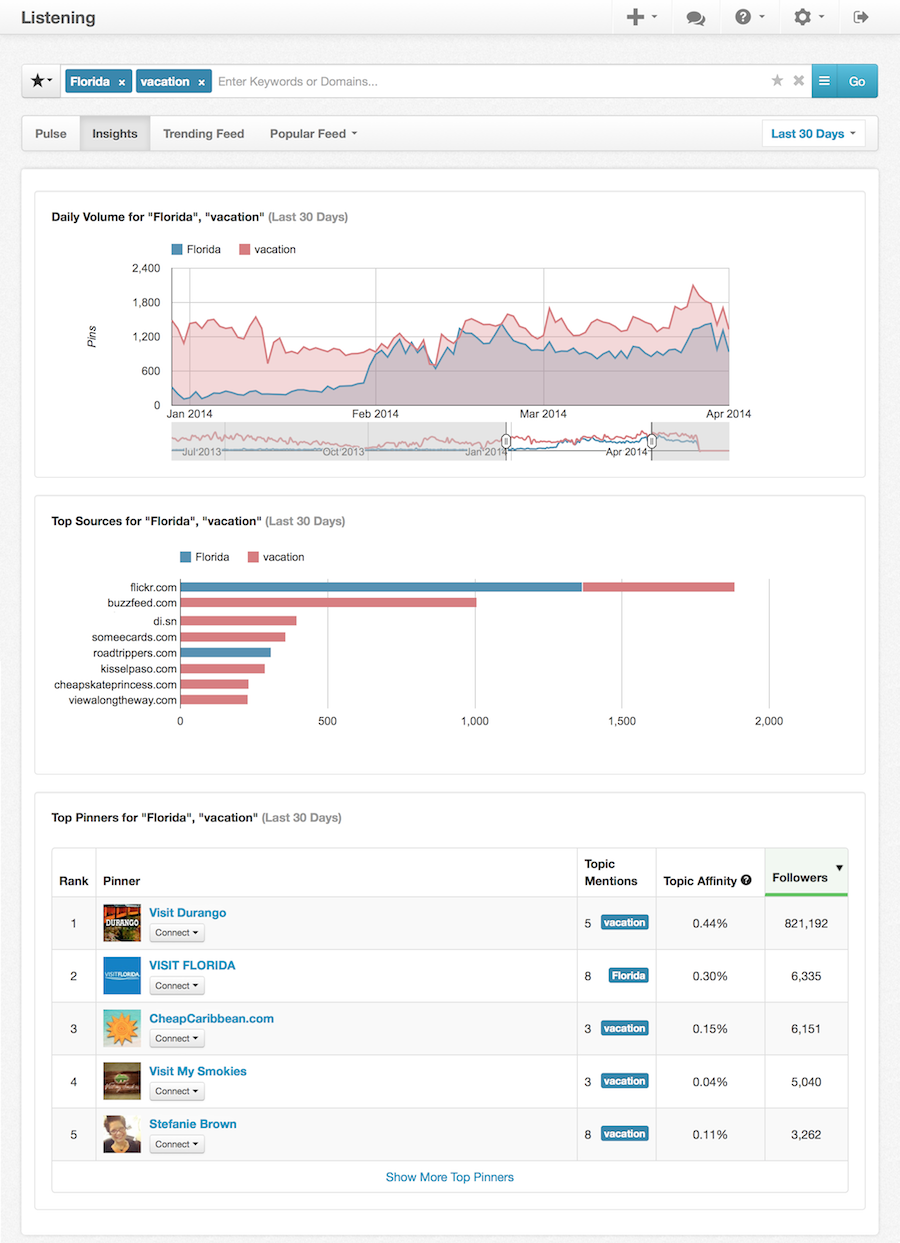 Listening
Florida × vacation × Enter Keywords or Domains... Go
Pulse Insights Trending Feed Popular Feed Last 30 Days
Daily Volume for "Florida", "vacation" (Last 30 Days)
Florida vacation
2,400
1,800
1,200
600
0
Pins
Jan 2014 Feb 2014 Mar 2014 Apr 2014
Jul 2013 Oct 2013 Jan 2014 Apr 2014
Top Sources for "Florida", "vacation" (Last 30 Days)
Florida vacation
flickr.com
buzzfeed.com
di.sn
someecards.com
roadtrippers.com
kisselpaso.com
cheapskateprincess.com
viewalongtheway.com
0 500 1,000 1,500 2,000
Top Pinners for "Florida", "vacation" (Last 30 Days)
Rank Pinner Topic Mentions Topic Affinity ? Followers
1 DURANGO Visit Durango 5 vacation 0.44% 821,192
Connect
2 VISITFLORIDA VISIT FLORIDA 8 Florida 0.30% 6,335
Connect
3 CheapCaribbean.com 3 vacation 0.15% 6,151
Connect
4 Visit My Smokies 3 vacation 0.04% 5,040
Connect
5 Stefanie Brown 8 vacation 0.11% 3,262
Connect
Show More Top Pinners